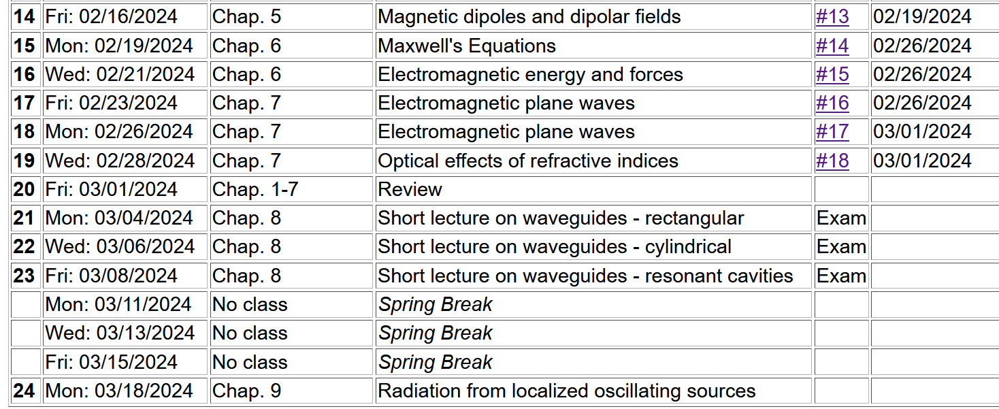 14 Fri: 02/16/2024 Chap. 5 Magnetic dipoles and dipolar fields #13 02/19/2024
15 Mon: 02/19/2024 Chap. 6 Maxwell's Equations #14 02/26/2024
16 Wed: 02/21/2024 Chap. 6 Electromagnetic energy and forces #15 02/26/2024
17 Fri: 02/23/2024 Chap. 7 Electromagnetic plane waves #16 02/26/2024
18 Mon: 02/26/2024 Chap. 7 Electromagnetic plane waves #17 03/01/2024
19 Wed: 02/28/2024 Chap. 7 Optical effects of refractive indices #18 03/01/2024
20 Fri: 03/01/2024 Chap. 1-7 Review
21 Mon: 03/04/2024 Chap. 8 Short lecture on waveguides - rectangular Exam
22 Wed: 03/06/2024 Chap. 8 Short lecture on waveguides - cylindrical Exam
23 Fri: 03/08/2024 Chap. 8 Short lecture on waveguides - resonant cavities Exam
Mon: 03/11/2024 No class Spring Break
Wed: 03/13/2024 No class Spring Break
Fri: 03/15/2024 No class Spring Break
24 Mon: 03/18/2024 Chap. 9 Radiation from localized oscillating sources